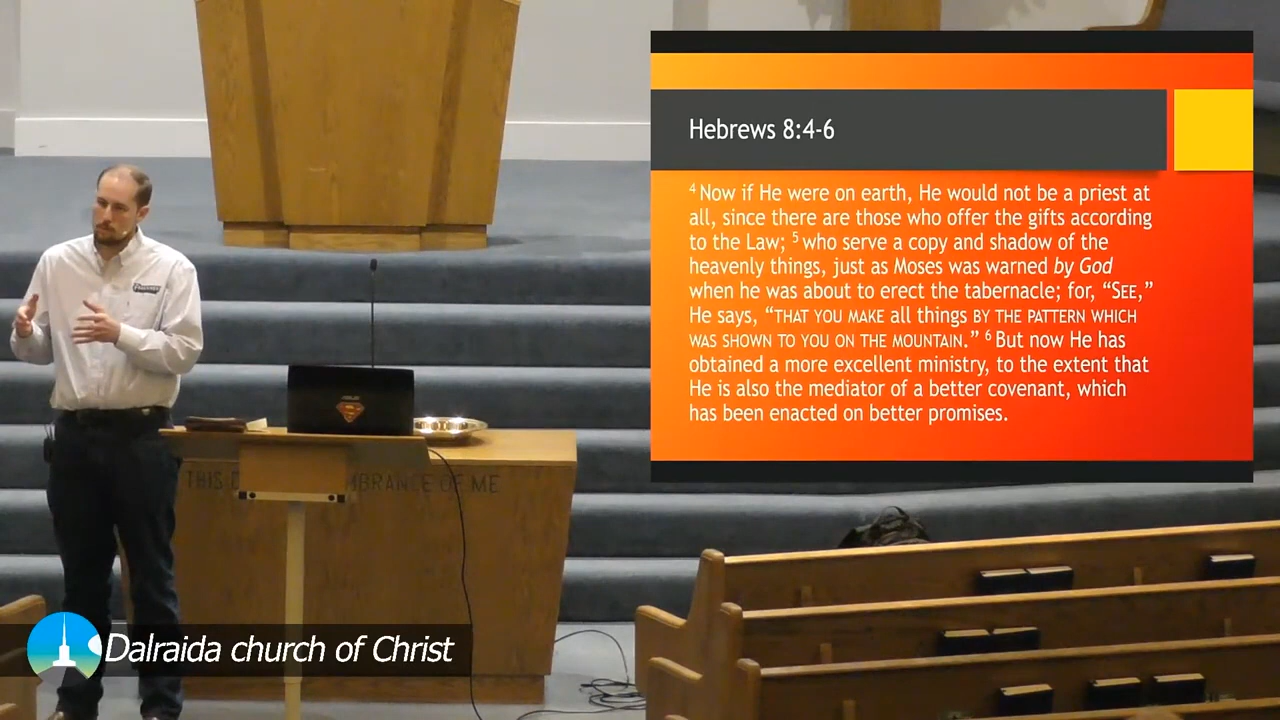 Hebrews 8:4-6
4 Now if He were on earth, He would not be a priest at
all, since there are those who offer the gifts according
to the Law; 5 who serve a copy and shadow of the
heavenly things, just as Moses was warned by God
when he was about to erect the tabernacle; for, “SEE,”
He says, “THAT YOU MAKE all things BY THE PATTERN WHICH
WAS SHOWN TO YOU ON THE MOUNTAIN.” 6 But now He has
obtained a more excellent ministry, to the extent that
He is also the mediator of a better covenant, which
has been enacted on better promises.
ASUS
S
THIS MBRANCE OF ME
Dalraida church of Christ